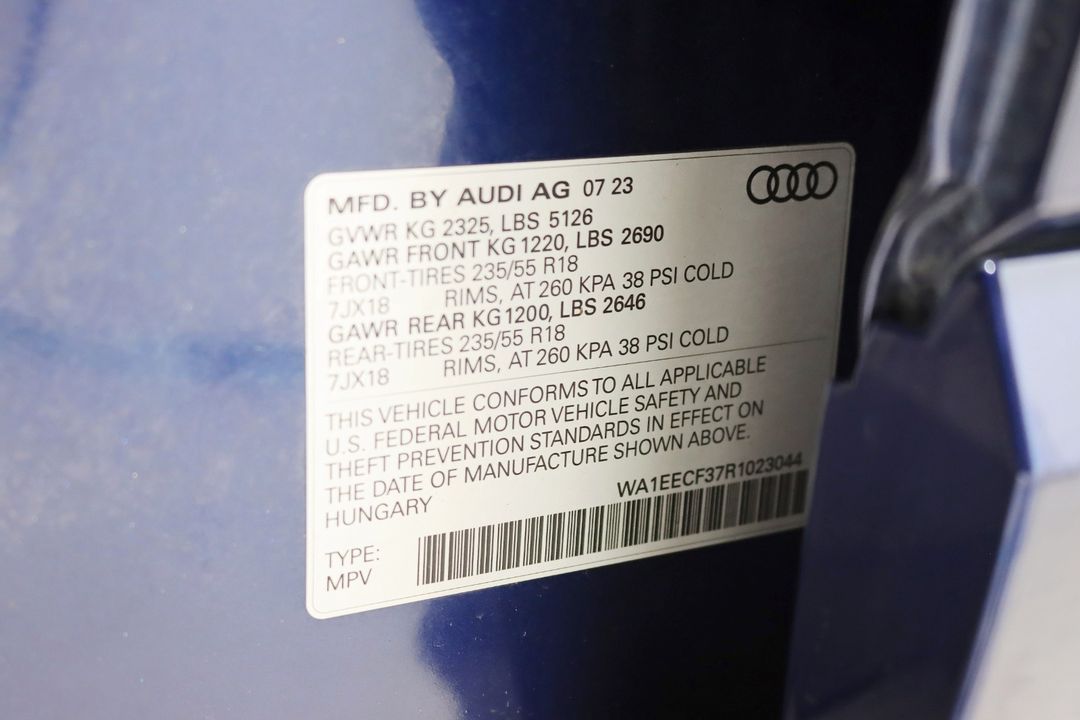 MFD. BY AUDI AG 07 23
GVWR KG 2325, LBS 5126
GAWR FRONT KG 1220, LBS 2690
FRONT-TIRES 235/55 R18
7JX18 RIMS, AT 260 KPA 38 PSI COLD
GAWR REAR KG 1200, LBS 2646
REAR-TIRES 235/55 R18
7JX18 RIMS, AT 260 KPA 38 PSI COLD
THIS VEHICLE CONFORMS TO ALL APPLICABLE
U.S. FEDERAL MOTOR VEHICLE SAFETY AND
THEFT PREVENTION STANDARDS IN EFFECT ON
THE DATE OF MANUFACTURE SHOWN ABOVE.
HUNGARY WA1EECF37R1023044
TYPE:
MPV